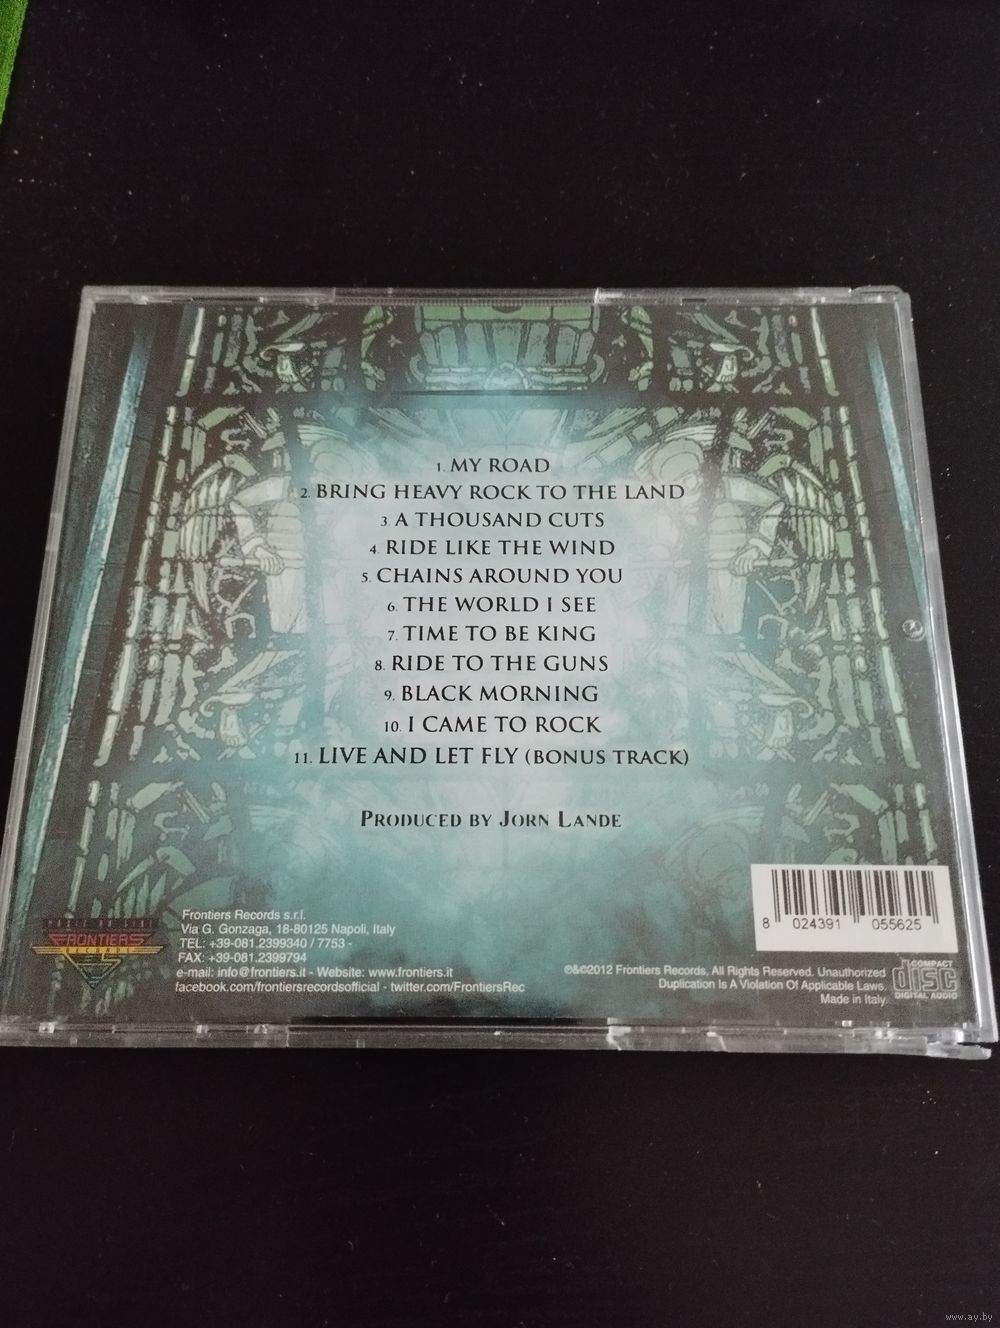 1. MY ROAD
2. BRING HEAVY ROCK TO THE LAND
3. A THOUSAND CUTS
4. RIDE LIKE THE WIND
5. CHAINS AROUND YOU
6. THE WORLD I SEE
7. TIME TO BE KING
8. RIDE TO THE GUNS
9. BLACK MORNING
10. I CAME TO ROCK
11. LIVE AND LET FLY (BONUS TRACK)
PRODUCED BY JORN LANDE
FRONTIERS
RECORDS
Frontiers Records s.r.l.
Via G. Gonzaga, 18-80125 Napoli, Italy
TEL: +39-081.2399340 / 7753 -
FAX: +39-081.2399794
e-mail: info@frontiers.it - Website: www.frontiers.it
facebook.com/frontiersrecordsofficial - twitter.com/FrontiersRec
8 024391 055625
℗&©2012 Frontiers Records, All Rights Reserved. Unauthorized
Duplication Is A Violation Of Applicable Laws.
Made in Italy.
COMPACT
disc
DIGITAL AUDIO
www.ay.by